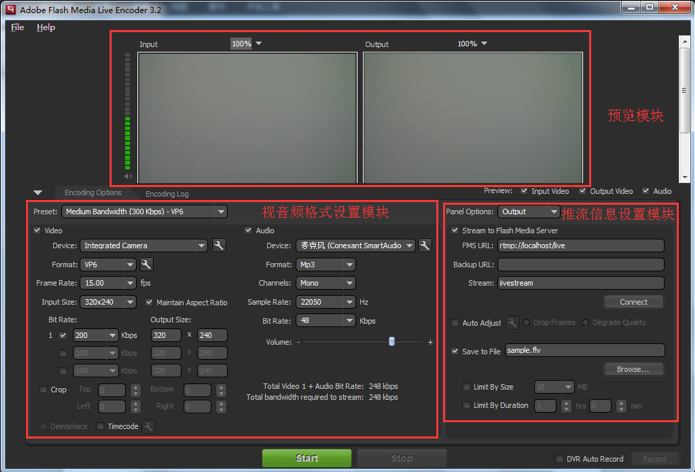 Adobe Flash Media Live Encoder 3.2
File Help
Input 100% Output 100%
预览模块
Encoding Options Encoding Log
Preview: Input Video Output Video Audio
Preset: Medium Bandwidth (300 Kbps) - VP6 视音频格式设置模块
Panel Options: Output 推流信息设置模块
Video
Device: Integrated Camera
Format: VP6
Frame Rate: 15.00 fps
Input Size: 320x240 Maintain Aspect Ratio
Bit Rate: Output Size:
1 200 Kbps 320 x 240
100 Kbps 320 x 240
100 Kbps 320 x 240
Crop Top 0 Bottom 0
Left 0 Right 0
Deinterlace Timecode
Audio
Device: 麦克风 (Conexant SmartAudio
Format: Mp3
Channels: Mono
Sample Rate: 22050 Hz
Bit Rate: 48 Kbps
Volume: - +
Total Video 1 + Audio Bit Rate: 248 kbps
Total bandwidth required to stream: 248 kbps
Stream to Flash Media Server
FMS URL: rtmp://localhost/live
Backup URL:
Stream: livestream
Connect
Auto Adjust Drop Frames Degrade Quality
Save to File sample.flv
Browse...
Limit By Size 10 MB
Limit By Duration 1 hrs 0 min
Start Stop
DVR Auto Record Record